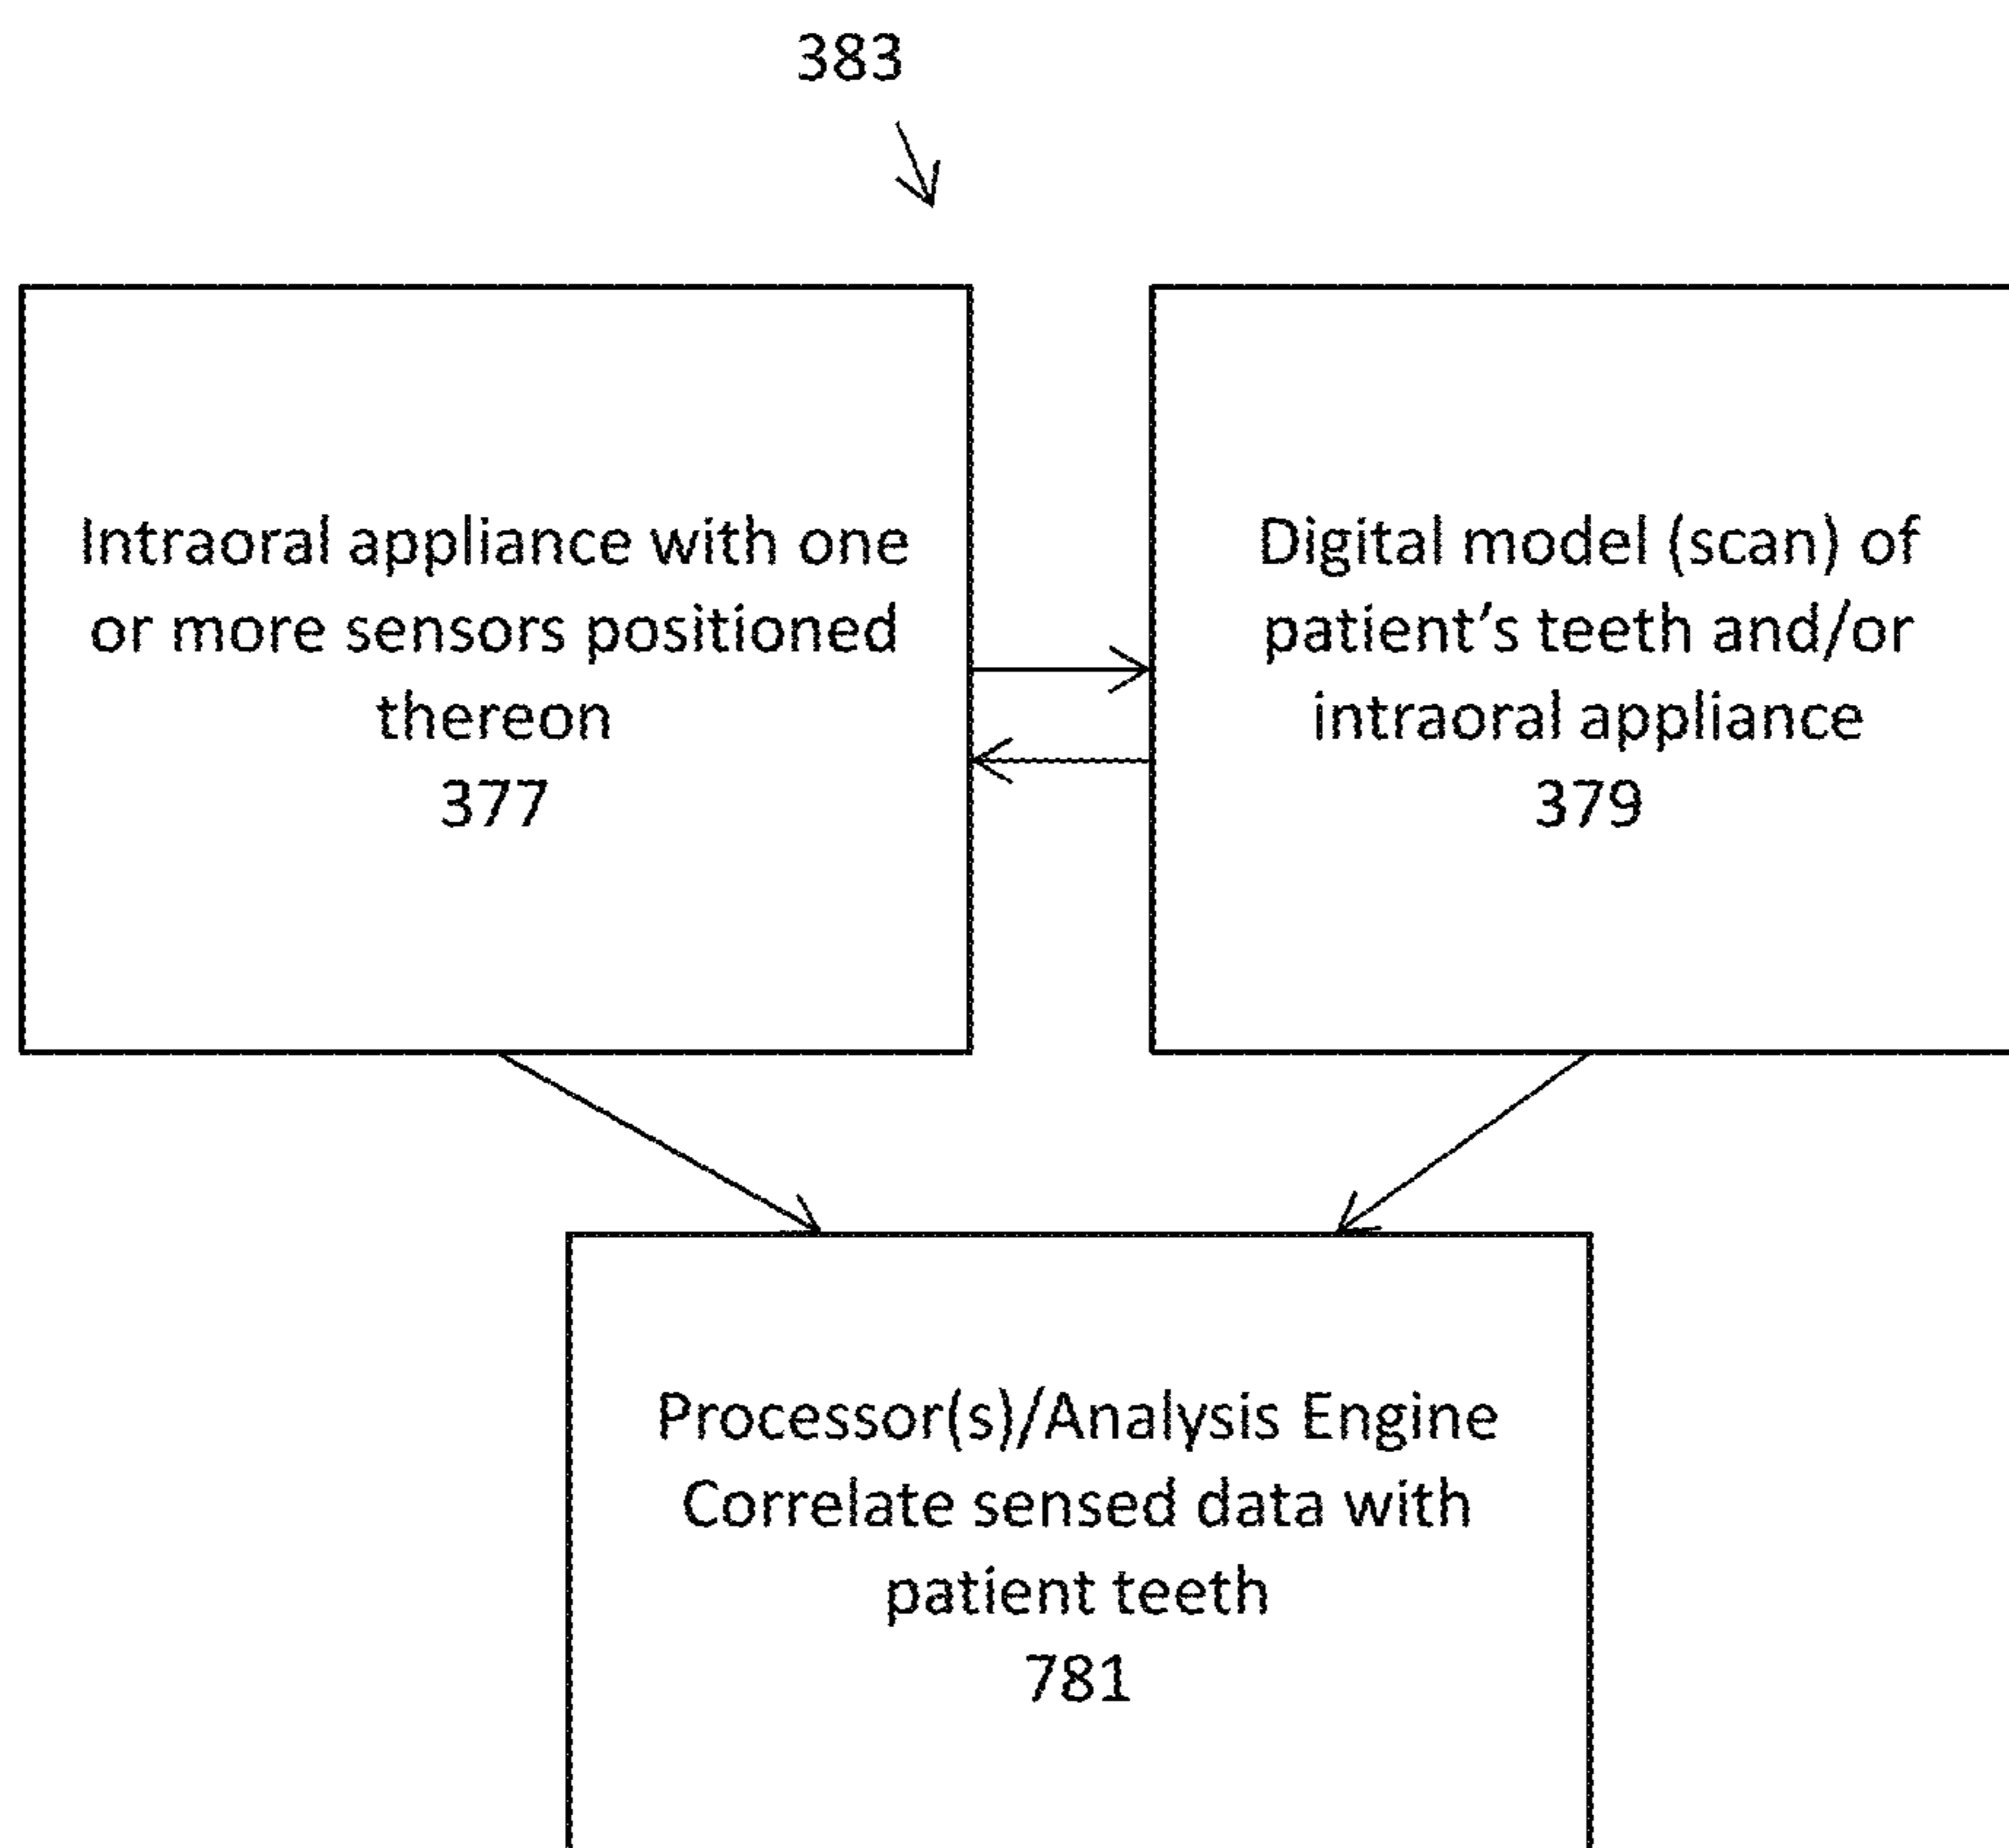 383
Intraoral appliance with one
or more sensors positioned
thereon
377
Digital model (scan) of
patient's teeth and/or
intraoral appliance
379
Processor(s)/Analysis Engine
Correlate sensed data with
patient teeth
781